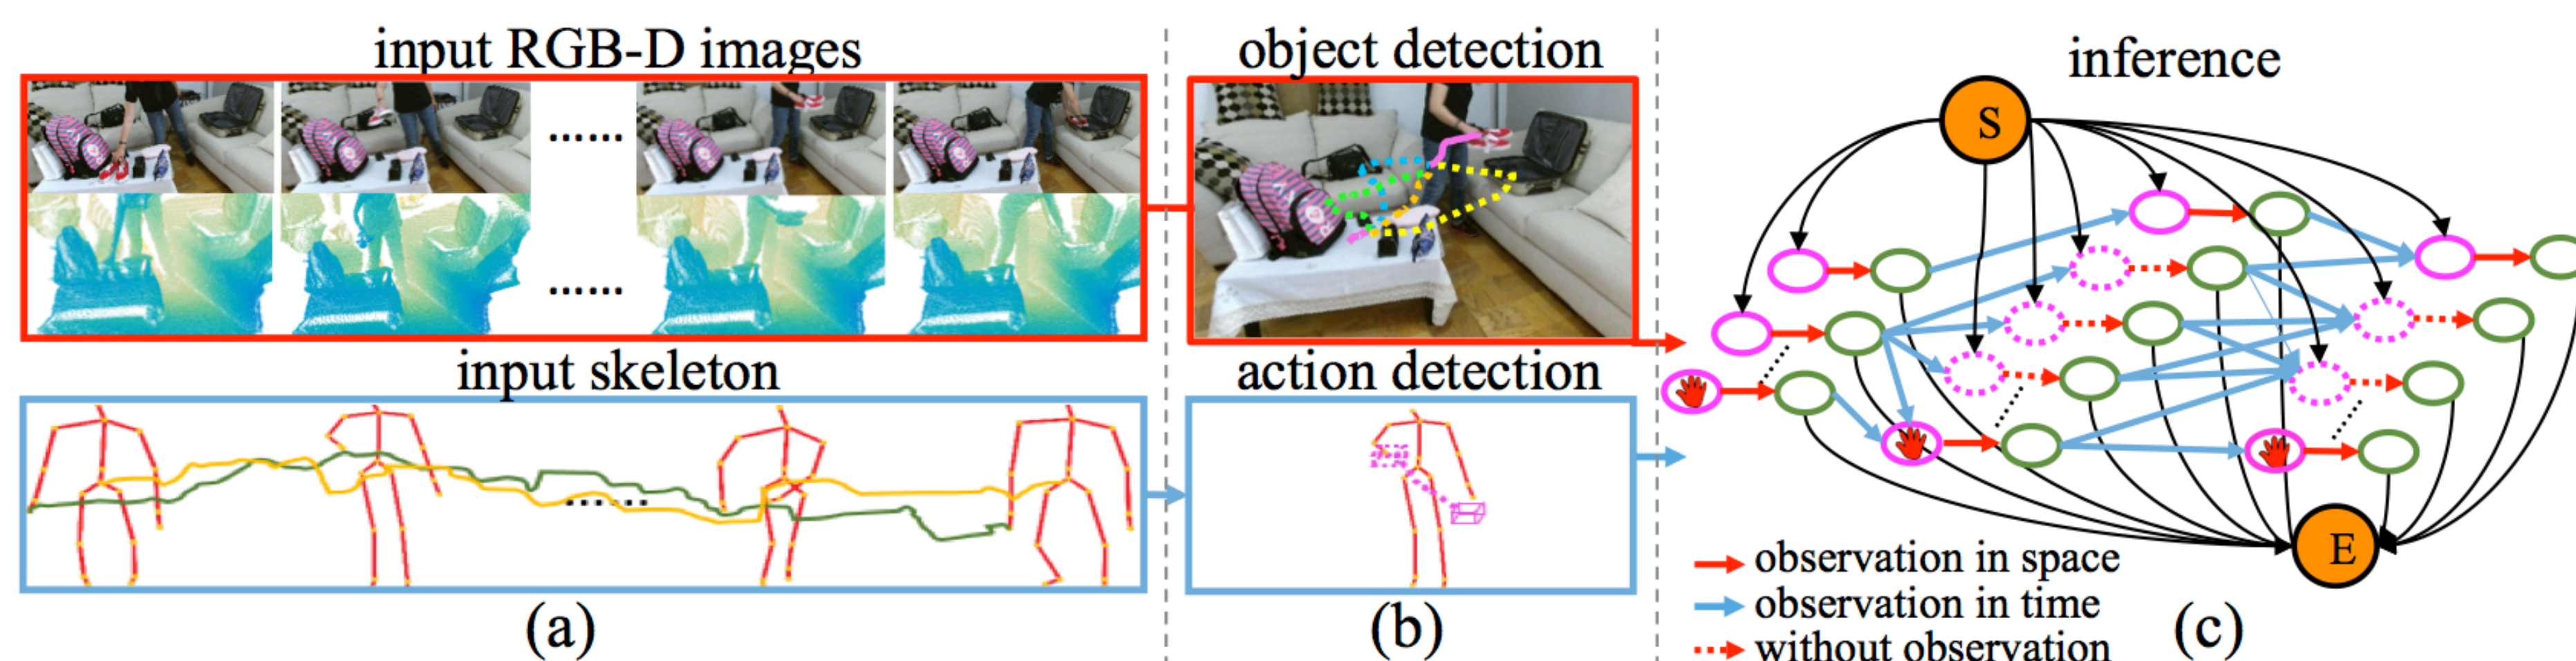 input RGB-D images
......
......
input skeleton
......
(a)
object detection
action detection
(b)
inference
S
E
observation in space
observation in time
without observation
(c)